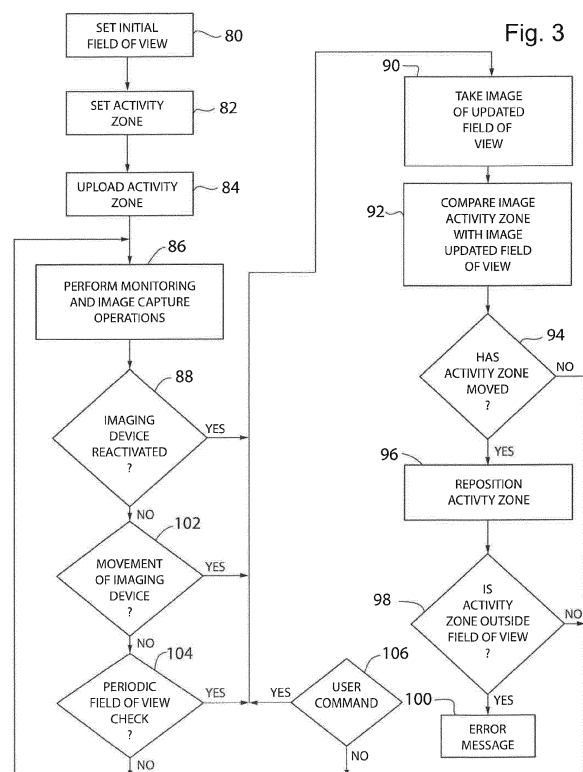 Fig. 3
SET INITIAL
FIELD OF VIEW
80
SET ACTIVITY
ZONE
82
UPLOAD ACTIVITY
ZONE
84
86
PERFORM MONITORING
AND IMAGE CAPTURE
OPERATIONS
88
IMAGING
DEVICE
REACTIVATED
?
YES
NO
102
MOVEMENT
OF IMAGING
DEVICE
?
YES
NO
104
PERIODIC
FIELD OF VIEW
CHECK
?
YES
NO
106
USER
COMMAND
YES
NO
90
TAKE IMAGE
OF UPDATED
FIELD OF
VIEW
92
COMPARE IMAGE
ACTIVITY ZONE
WITH IMAGE
UPDATED FIELD
OF VIEW
94
HAS
ACTIVITY ZONE
MOVED
?
NO
YES
96
REPOSITION
ACTIVTY ZONE
98
IS
ACTIVITY
ZONE OUTSIDE
FIELD OF VIEW
?
NO
YES
100
ERROR
MESSAGE